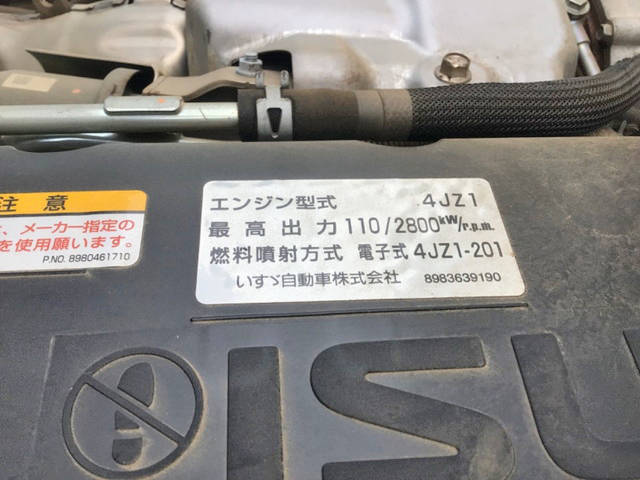 注意
、メーカー指定の
を使用願います。
P.NO. 8980461710
エンジン型式 4JZ1
最高出力 110/2800kW/r.p.m.
燃料噴射方式 電子式 4JZ1-201
いすゞ自動車株式会社 8983639190
ISU